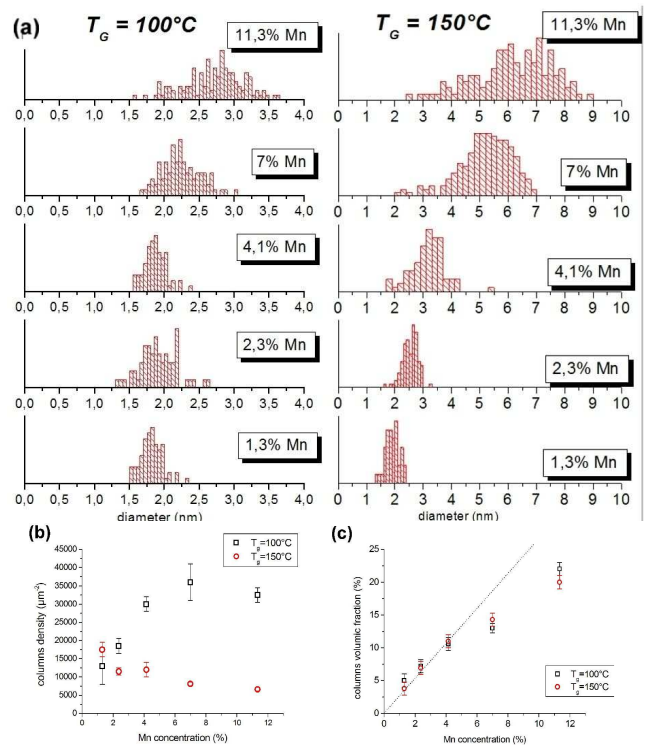 (a)
T_G = 100°C
T_G = 150°C
11,3% Mn
0,0 0,5 1,0 1,5 2,0 2,5 3,0 3,5 4,0
7% Mn
0,0 0,5 1,0 1,5 2,0 2,5 3,0 3,5 4,0
4,1% Mn
0,0 0,5 1,0 1,5 2,0 2,5 3,0 3,5 4,0
2,3% Mn
0,0 0,5 1,0 1,5 2,0 2,5 3,0 3,5 4,0
1,3% Mn
0,0 0,5 1,0 1,5 2,0 2,5 3,0 3,5 4,0
diameter (nm)
11,3% Mn
0 1 2 3 4 5 6 7 8 9 10
7% Mn
0 1 2 3 4 5 6 7 8 9 10
4,1% Mn
0 1 2 3 4 5 6 7 8 9 10
2,3% Mn
0 1 2 3 4 5 6 7 8 9 10
1,3% Mn
0 1 2 3 4 5 6 7 8 9 10
diameter (nm)
(b)
T_g=100°C
T_g=150°C
columns density (µm⁻²)
45000
40000
35000
30000
25000
20000
15000
10000
5000
0
0 2 4 6 8 10 12
Mn concentration (%)
(c)
columns volumic fraction (%)
25
20
15
10
5
0
T_g=100°C
T_g=150°C
0 2 4 6 8 10 12
Mn concentration (%)